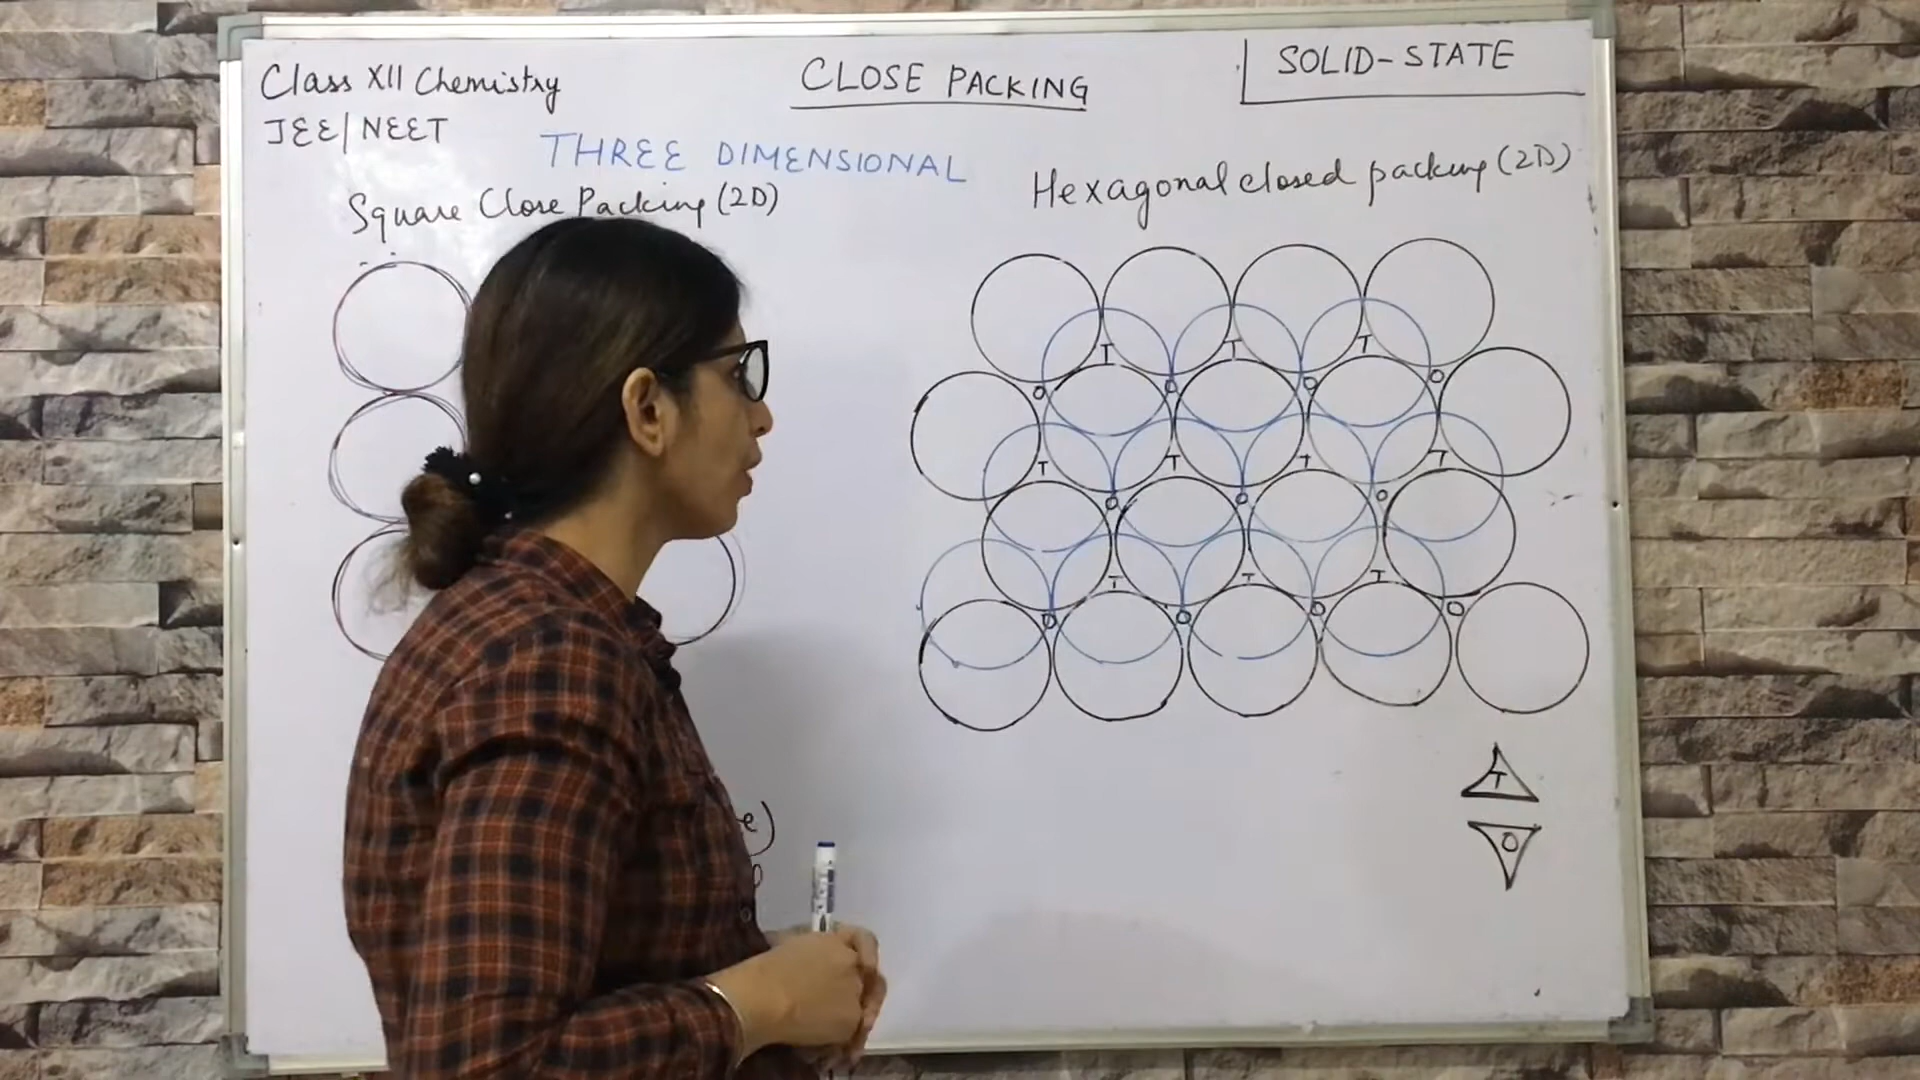 Class XII Chemistry
JEE/NEET
CLOSE PACKING
SOLID-STATE
THREE DIMENSIONAL
Square Close Packing (2D)
Hexagonal closed packing (2D)
T T T
O O O O
T T T T
O O O
T T T
O O O O
T
O
e)